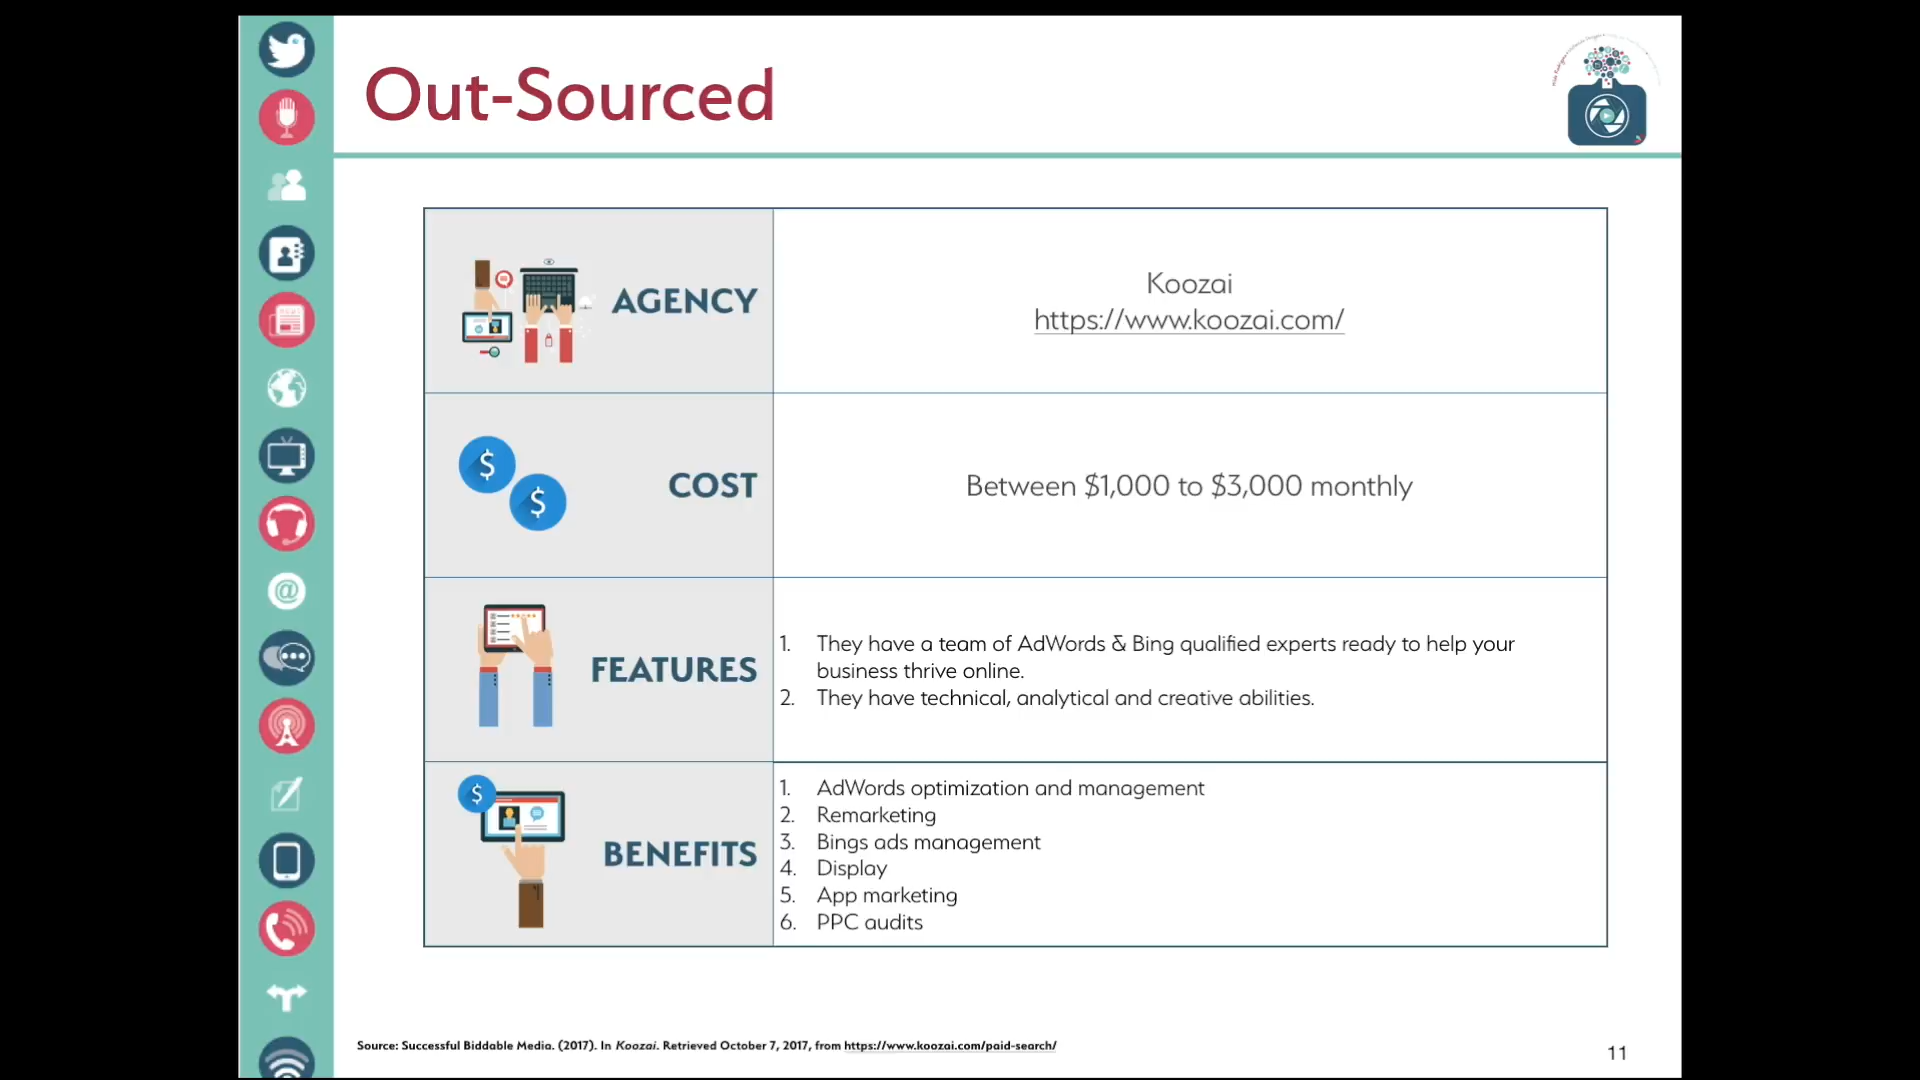 Out-Sourced
AGENCY
Koozai
https://www.koozai.com/
COST
Between $1,000 to $3,000 monthly
FEATURES
1. They have a team of AdWords & Bing qualified experts ready to help your
business thrive online.
2. They have technical, analytical and creative abilities.
BENEFITS
1. AdWords optimization and management
2. Remarketing
3. Bings ads management
4. Display
5. App marketing
6. PPC audits
Source: Successful Biddable Media. (2017). In Koozai. Retrieved October 7, 2017, from https://www.koozai.com/paid-search/
11